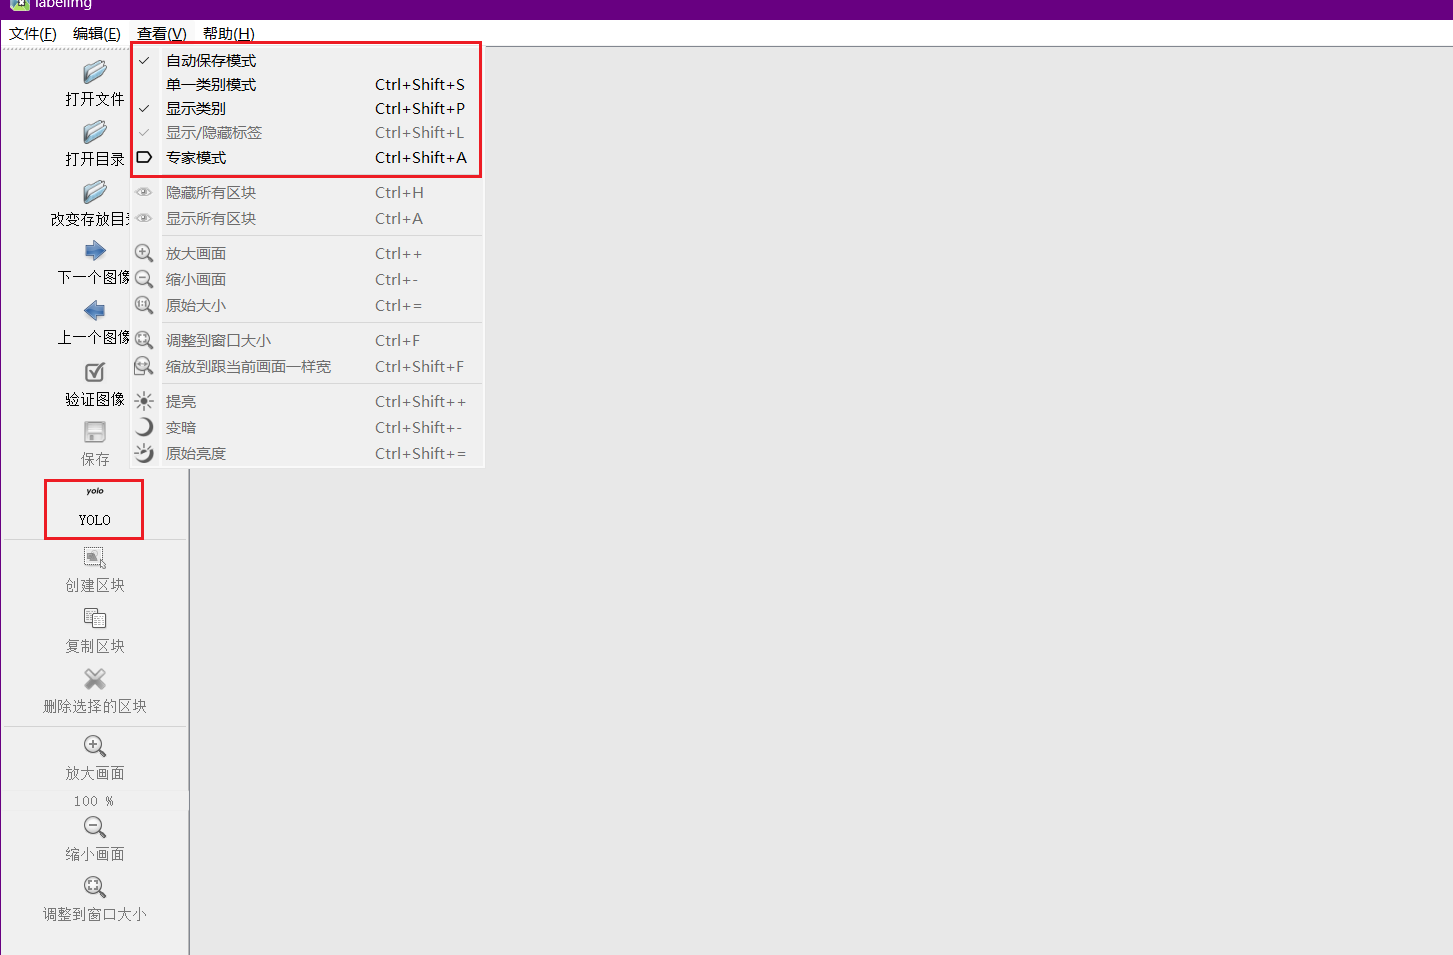 labelImg
文件(F) 编辑(E) 查看(V) 帮助(H)
打开文件
打开目录
改变存放目录
下一个图像
上一个图像
验证图像
保存
yolo
YOLO
创建区块
复制区块
删除选择的区块
放大画面
100 %
缩小画面
调整到窗口大小
自动保存模式
单一类别模式 Ctrl+Shift+S
显示类别 Ctrl+Shift+P
显示/隐藏标签 Ctrl+Shift+L
专家模式 Ctrl+Shift+A
隐藏所有区块 Ctrl+H
显示所有区块 Ctrl+A
放大画面 Ctrl++
缩小画面 Ctrl+-
原始大小 Ctrl+=
调整到窗口大小 Ctrl+F
缩放到跟当前画面一样宽 Ctrl+Shift+F
提亮 Ctrl+Shift++
变暗 Ctrl+Shift+-
原始亮度 Ctrl+Shift+=